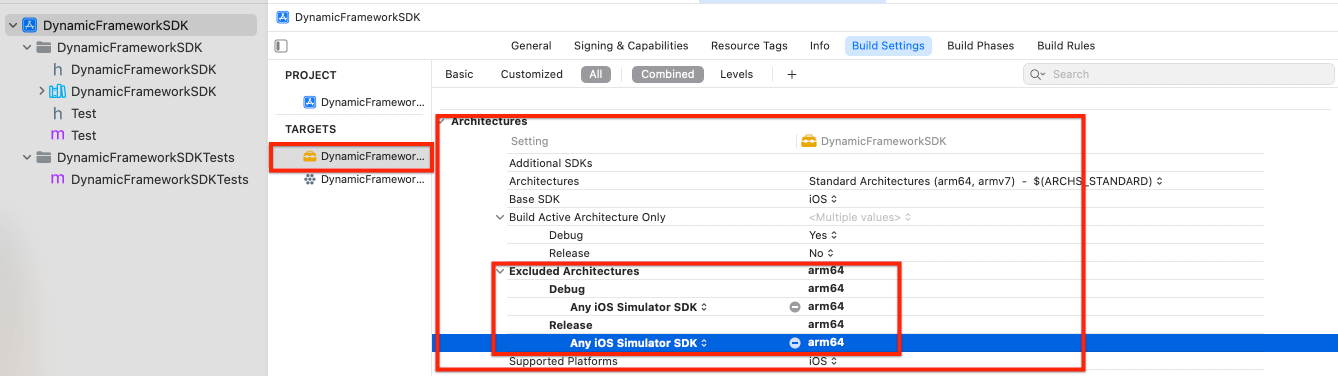 DynamicFrameworkSDK
DynamicFrameworkSDK
h DynamicFrameworkSDK
DynamicFrameworkSDK
h Test
m Test
DynamicFrameworkSDKTests
m DynamicFrameworkSDKTests
DynamicFrameworkSDK
General Signing & Capabilities Resource Tags Info Build Settings Build Phases Build Rules
PROJECT
DynamicFramewor...
TARGETS
DynamicFramewor...
DynamicFramewor...
Basic Customized All Combined Levels + Search
Architectures
Setting DynamicFrameworkSDK
Additional SDKs
Architectures Standard Architectures (arm64, armv7) - $(ARCHS_STANDARD)
Base SDK iOS
Build Active Architecture Only <Multiple values>
Debug Yes
Release No
Excluded Architectures arm64
Debug arm64
Any iOS Simulator SDK arm64
Release arm64
Any iOS Simulator SDK arm64
Supported Platforms iOS